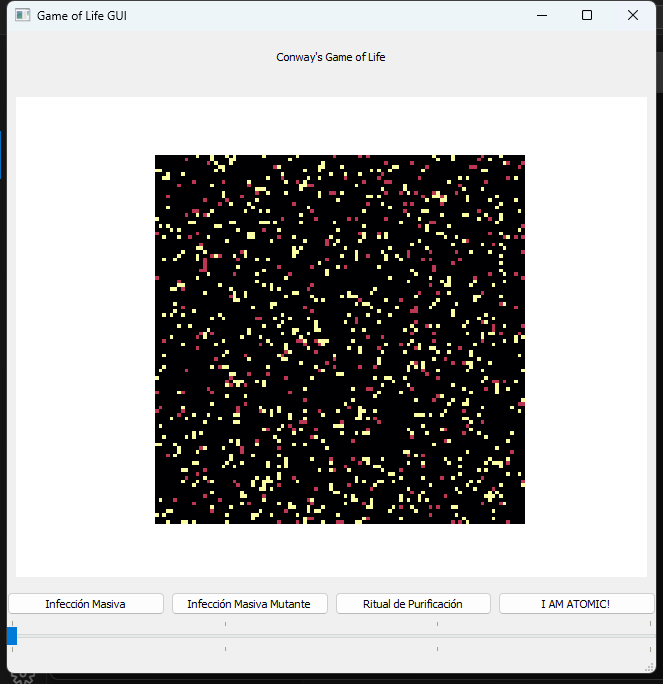 Game of Life GUI
Conway's Game of Life
Infección Masiva
Infección Masiva Mutante
Ritual de Purificación
I AM ATOMIC!